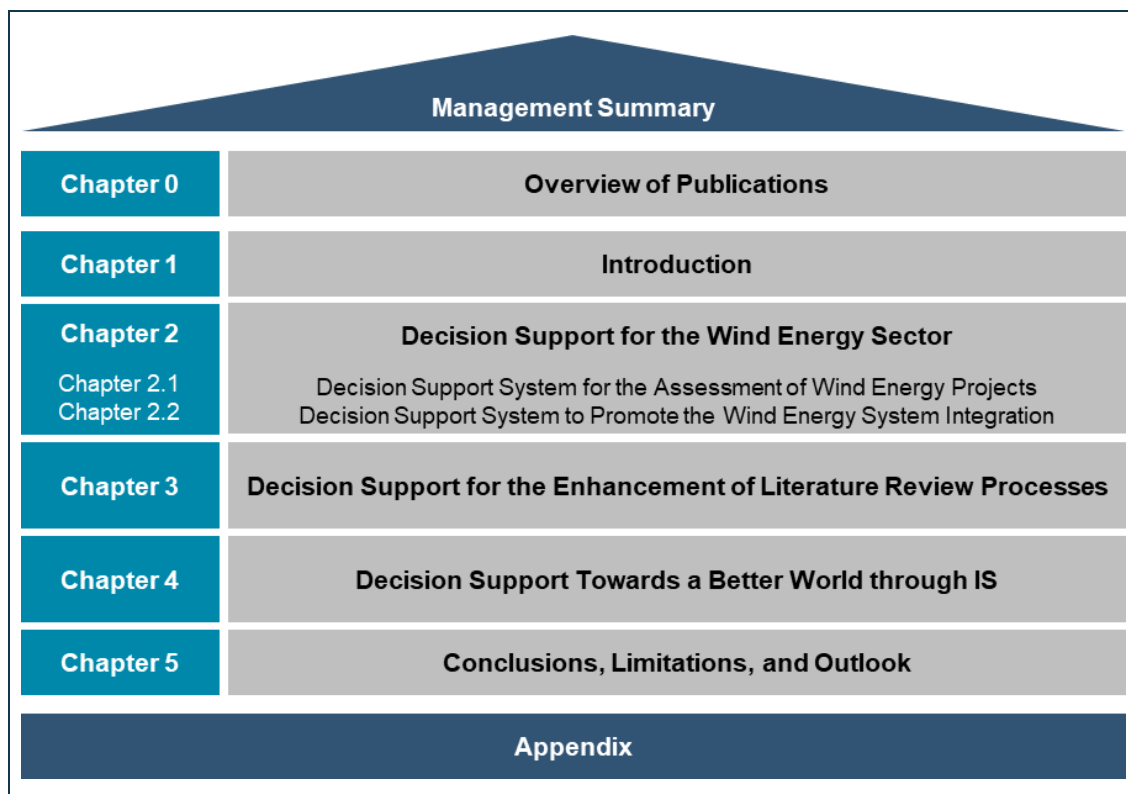 Management Summary
Chapter 0
Overview of Publications
Chapter 1
Introduction
Chapter 2
Decision Support for the Wind Energy Sector
Chapter 2.1
Decision Support System for the Assessment of Wind Energy Projects
Chapter 2.2
Decision Support System to Promote the Wind Energy System Integration
Chapter 3
Decision Support for the Enhancement of Literature Review Processes
Chapter 4
Decision Support Towards a Better World through IS
Chapter 5
Conclusions, Limitations, and Outlook
Appendix